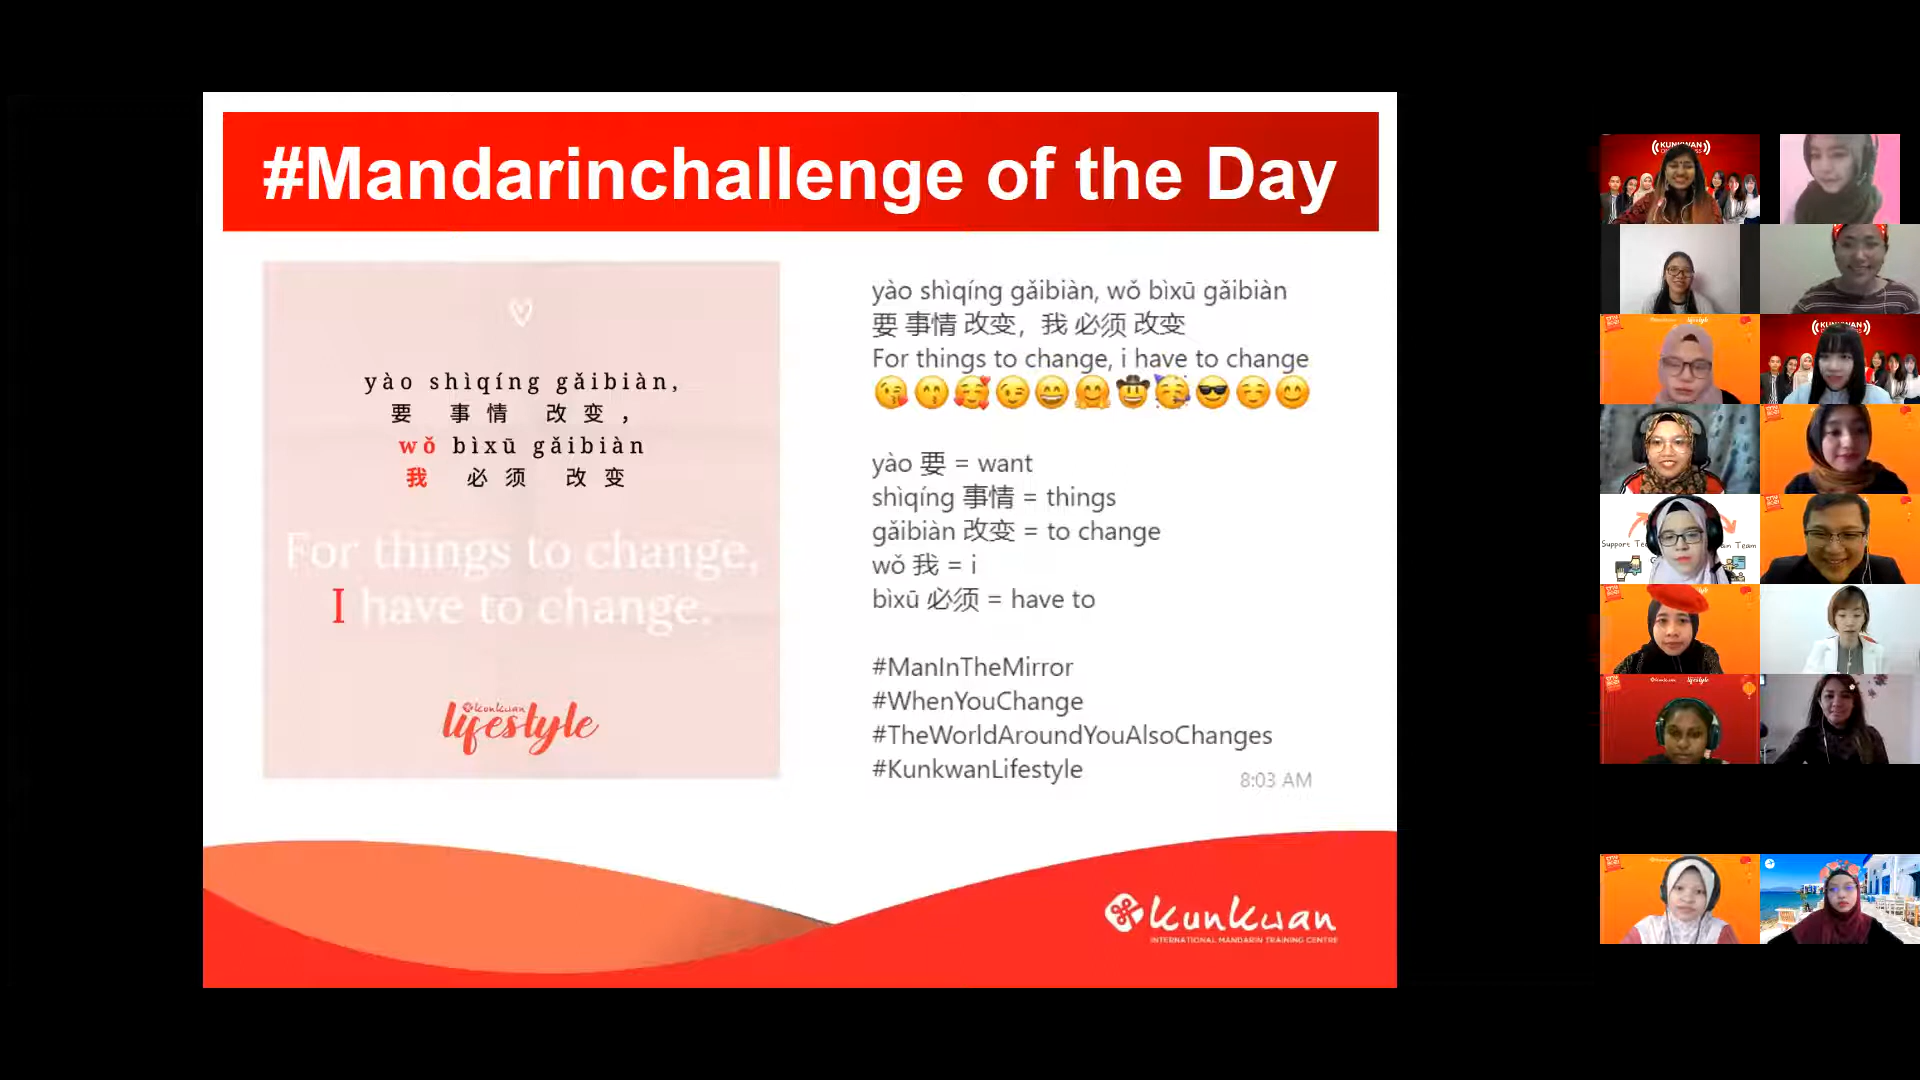 #Mandarinchallenge of the Day
yào shìqíng gǎibiàn,
要 事情 改变，
wǒ bìxū gǎibiàn
我 必须 改变
For things to change,
I have to change.
kunkwan
lifestyle
yào shìqíng gǎibiàn, wǒ bìxū gǎibiàn
要 事情 改变，我 必须 改变
For things to change, i have to change
😘😙🥰😉😄🤗🤠🥳😎☺️😊
yào 要 = want
shìqíng 事情 = things
gǎibiàn 改变 = to change
wǒ 我 = i
bìxū 必须 = have to
#ManInTheMirror
#WhenYouChange
#TheWorldAroundYouAlsoChanges
#KunkwanLifestyle
8:03 AM
kunkwan
INTERNATIONAL MANDARIN TRAINING CENTRE
KUNKWAN
KUNKWAN